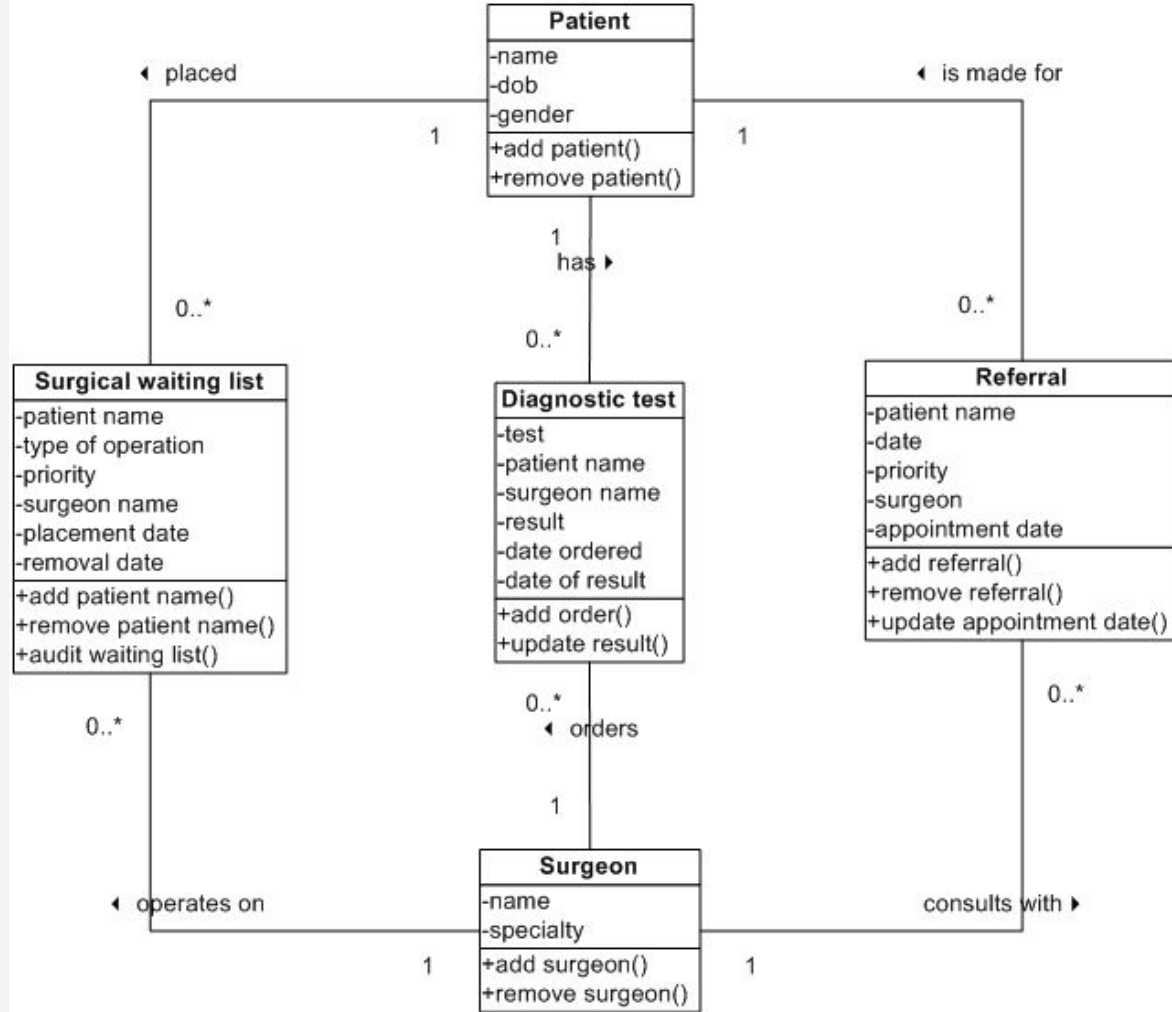 Patient
-name
-dob
-gender
+add patient()
+remove patient()
◄ placed
◄ is made for
1
1
1
has ►
0..*
0..*
0..*
Surgical waiting list
-patient name
-type of operation
-priority
-surgeon name
-placement date
-removal date
+add patient name()
+remove patient name()
+audit waiting list()
Diagnostic test
-test
-patient name
-surgeon name
-result
-date ordered
-date of result
+add order()
+update result()
Referral
-patient name
-date
-priority
-surgeon
-appointment date
+add referral()
+remove referral()
+update appointment date()
0..*
0..*
0..*
◄ orders
1
◄ operates on
consults with ►
1
1
Surgeon
-name
-specialty
+add surgeon()
+remove surgeon()